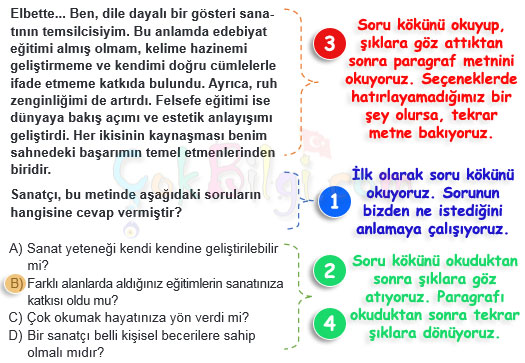 Elbette... Ben, dile dayalı bir gösteri sana-
tının temsilcisiyim. Bu anlamda edebiyat
eğitimi almış olmam, kelime hazinemi
geliştirmeme ve kendimi doğru cümlelerle
ifade etmeme katkıda bulundu. Ayrıca, ruh
zenginliğimi de artırdı. Felsefe eğitimi ise
dünyaya bakış açımı ve estetik anlayışımı
geliştirdi. Her ikisinin kaynaşması benim
sahnedeki başarımın temel etmenlerinden
biridir.
Sanatçı, bu metinde aşağıdaki soruların
hangisine cevap vermiştir?
A) Sanat yeteneği kendi kendine geliştirilebilir
mi?
B) Farklı alanlarda aldığınız eğitimlerin sanatınıza
katkısı oldu mu?
C) Çok okumak hayatınıza yön verdi mi?
D) Bir sanatçı belli kişisel becerilere sahip
olmalı mıdır?
3
Soru kökünü okuyup,
şıklara göz attıktan
sonra paragraf metnini
okuyoruz. Seçeneklerde
hatırlayamadığımız bir
şey olursa, tekrar
metne bakıyoruz.
1
İlk olarak soru kökünü
okuyoruz. Sorunun
bizden ne istediğini
anlamaya çalışıyoruz.
2
4
Soru kökünü okuduktan
sonra şıklara göz
atıyoruz. Paragrafı
okuduktan sonra tekrar
şıklara dönüyoruz.
ÇokBilgi.com